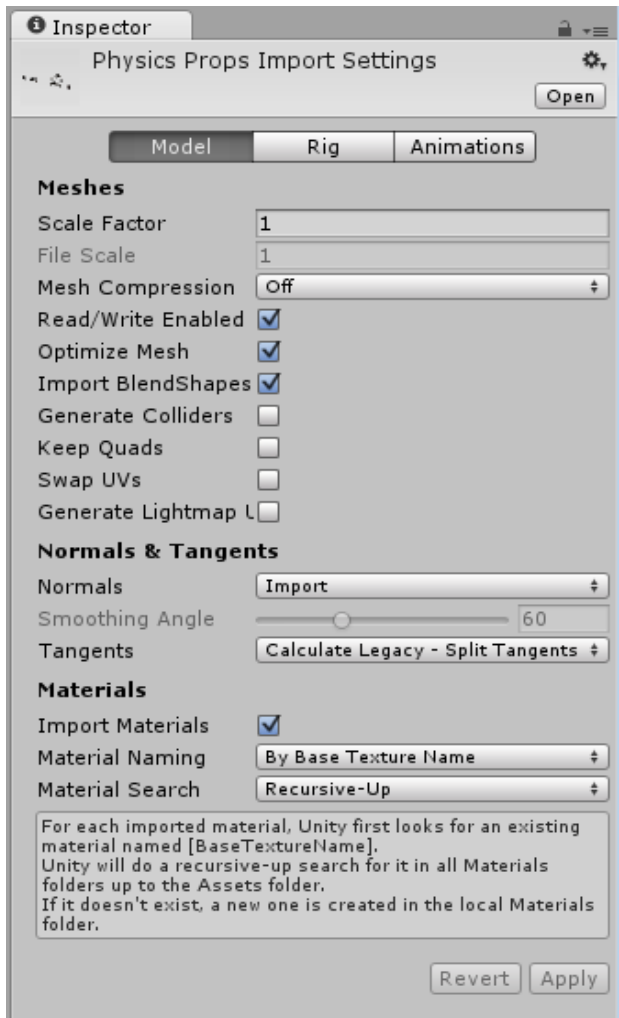 Inspector
Physics Props Import Settings
Open
Model Rig Animations
Meshes
Scale Factor 1
File Scale 1
Mesh Compression Off
Read/Write Enabled
Optimize Mesh
Import BlendShapes
Generate Colliders
Keep Quads
Swap UVs
Generate Lightmap U
Normals & Tangents
Normals Import
Smoothing Angle 60
Tangents Calculate Legacy - Split Tangents
Materials
Import Materials
Material Naming By Base Texture Name
Material Search Recursive-Up
For each imported material, Unity first looks for an existing
material named [BaseTextureName].
Unity will do a recursive-up search for it in all Materials
folders up to the Assets folder.
If it doesn't exist, a new one is created in the local Materials
folder.
Revert Apply